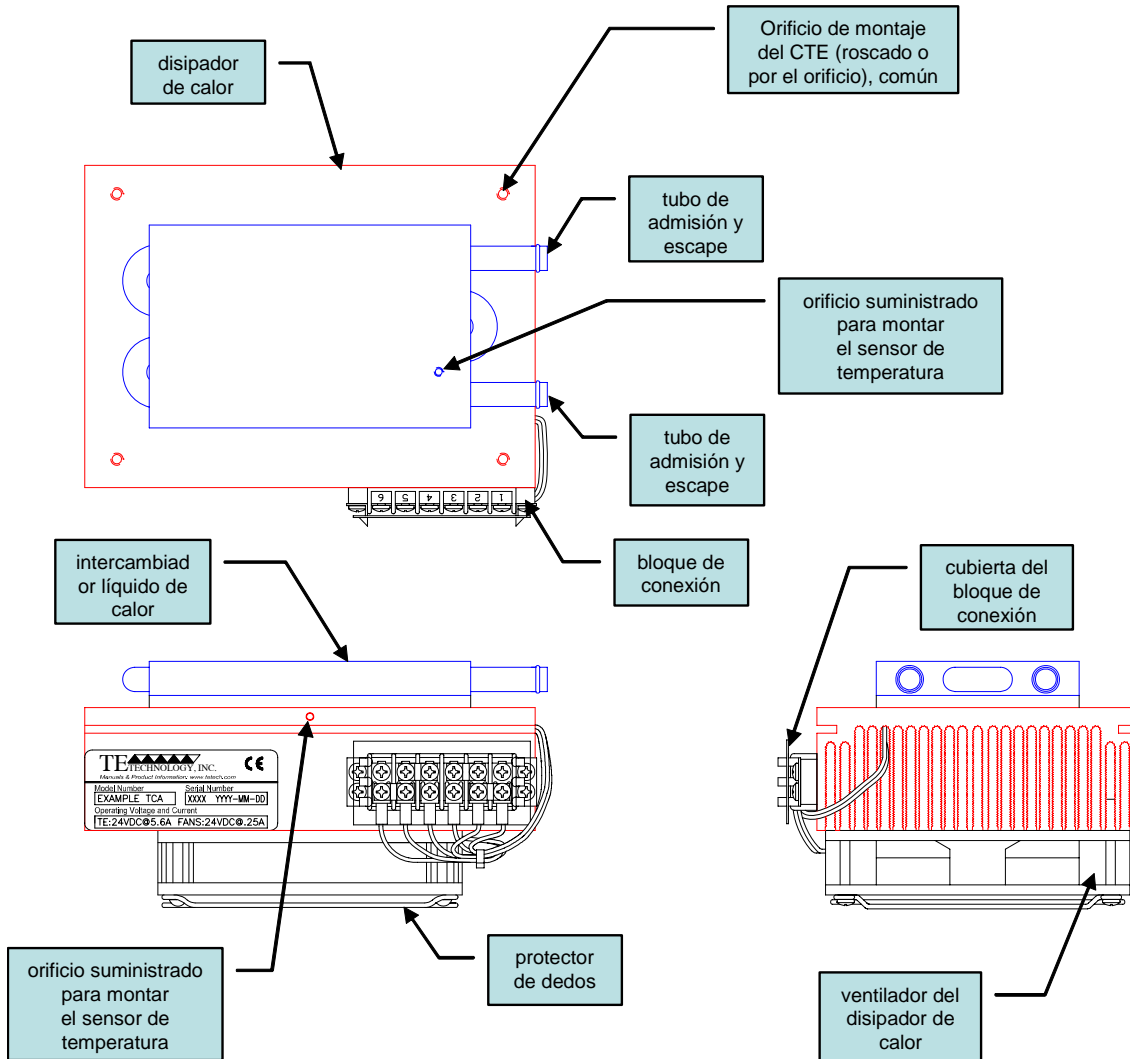 disipador
de calor
Orificio de montaje
del CTE (roscado o
por el orificio), común
tubo de
admisión y
escape
orificio suministrado
para montar
el sensor de
temperatura
tubo de
admisión y
escape
6 5 4 3 2 1
intercambiad
or líquido de
calor
bloque de
conexión
cubierta del
bloque de
conexión
TE TECHNOLOGY, INC. CE
Manuals & Product Information: www.tetech.com
Model Number Serial Number
EXAMPLE TCA XXXX YYYY-MM-DD
Operating Voltage and Current
TE:24VDC@5.6A FANS:24VDC@.25A
orificio suministrado
para montar
el sensor de
temperatura
protector
de dedos
ventilador del
disipador de
calor